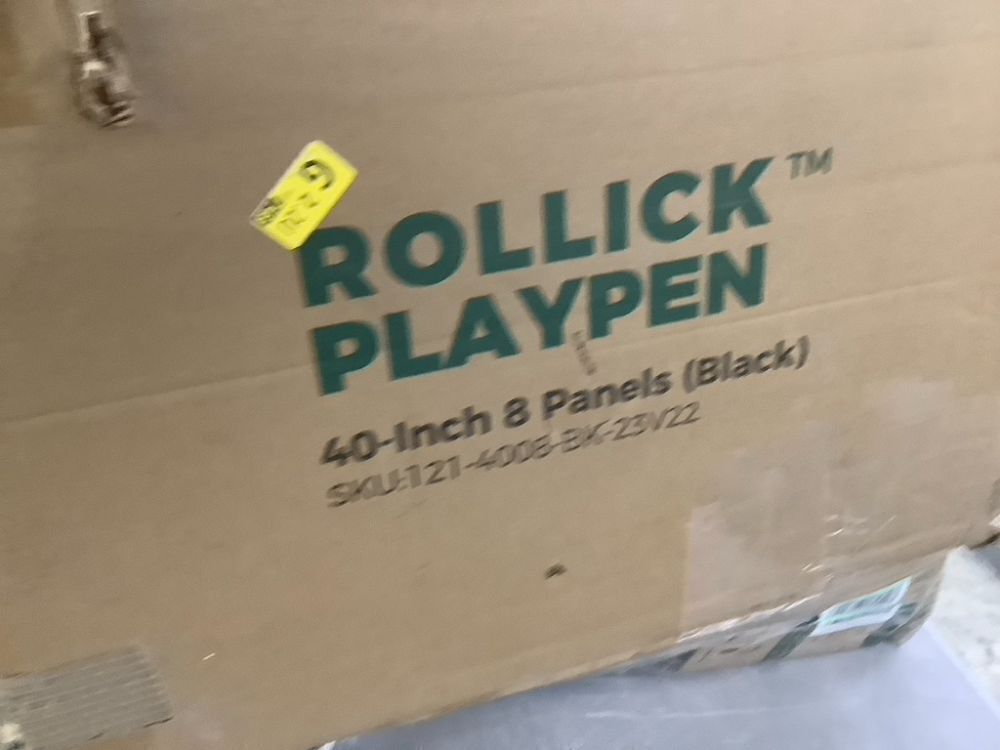 ROLLICK™
PLAYPEN
40-Inch 8 Panels (Black)
SKU:121-4008-BK-23V22